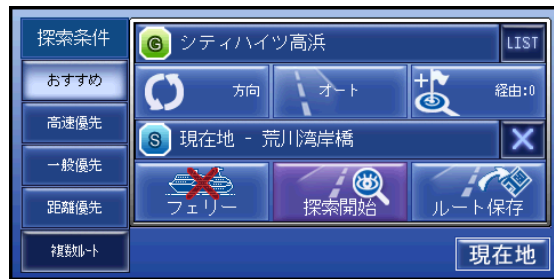 探索条件
おすすめ
高速優先
一般優先
距離優先
複数ルート
G シティハイツ高浜 LIST
方向 オート 経由:0
S 現在地 - 荒川湾岸橋
フェリー 探索開始 ルート保存
現在地